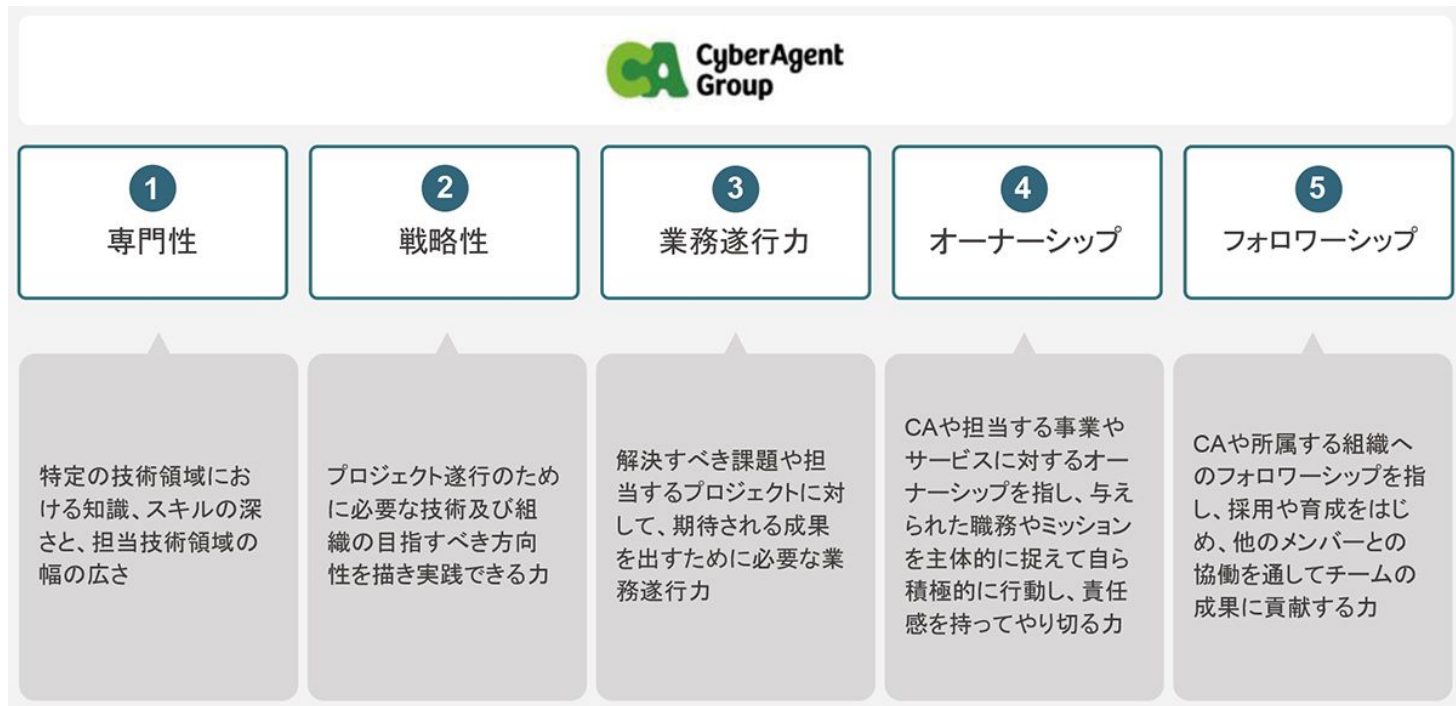 CyberAgent
Group
1
専門性
2
戦略性
3
業務遂行力
4
オーナーシップ
5
フォロワーシップ
特定の技術領域にお
ける知識、スキルの深
さと、担当技術領域の
幅の広さ
プロジェクト遂行のため
に必要な技術及び組
織の目指すべき方向
性を描き実践できる力
解決すべき課題や担
当するプロジェクトに対
して、期待される成果
を出すために必要な業
務遂行力
CAや担当する事業や
サービスに対するオー
ナーシップを指し、与え
られた職務やミッション
を主体的に捉えて自ら
積極的に行動し、責任
感を持ってやり切る力
CAや所属する組織へ
のフォロワーシップを指
し、採用や育成をはじ
め、他のメンバーとの
協働を通してチームの
成果に貢献する力